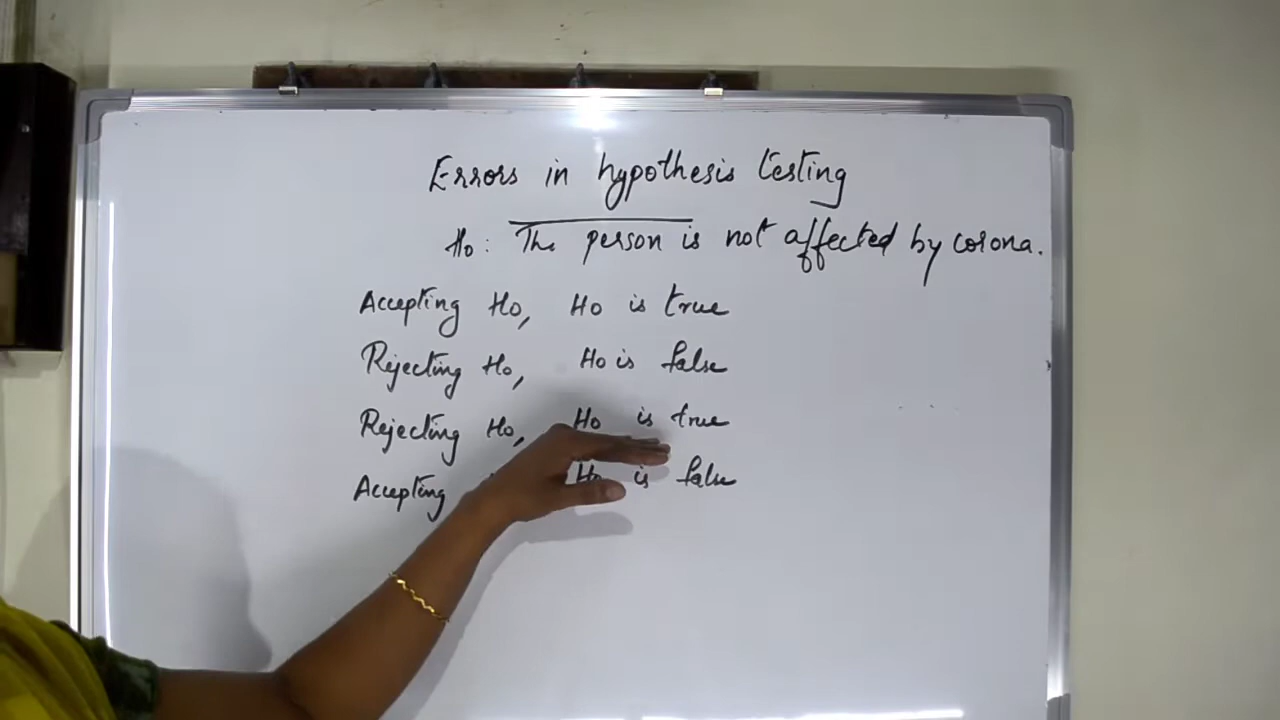 Errors in hypothesis testing
Ho: The person is not affected by corona.
Accepting Ho, Ho is true
Rejecting Ho, Ho is false
Rejecting Ho, Ho is true
Accepting Ho is false